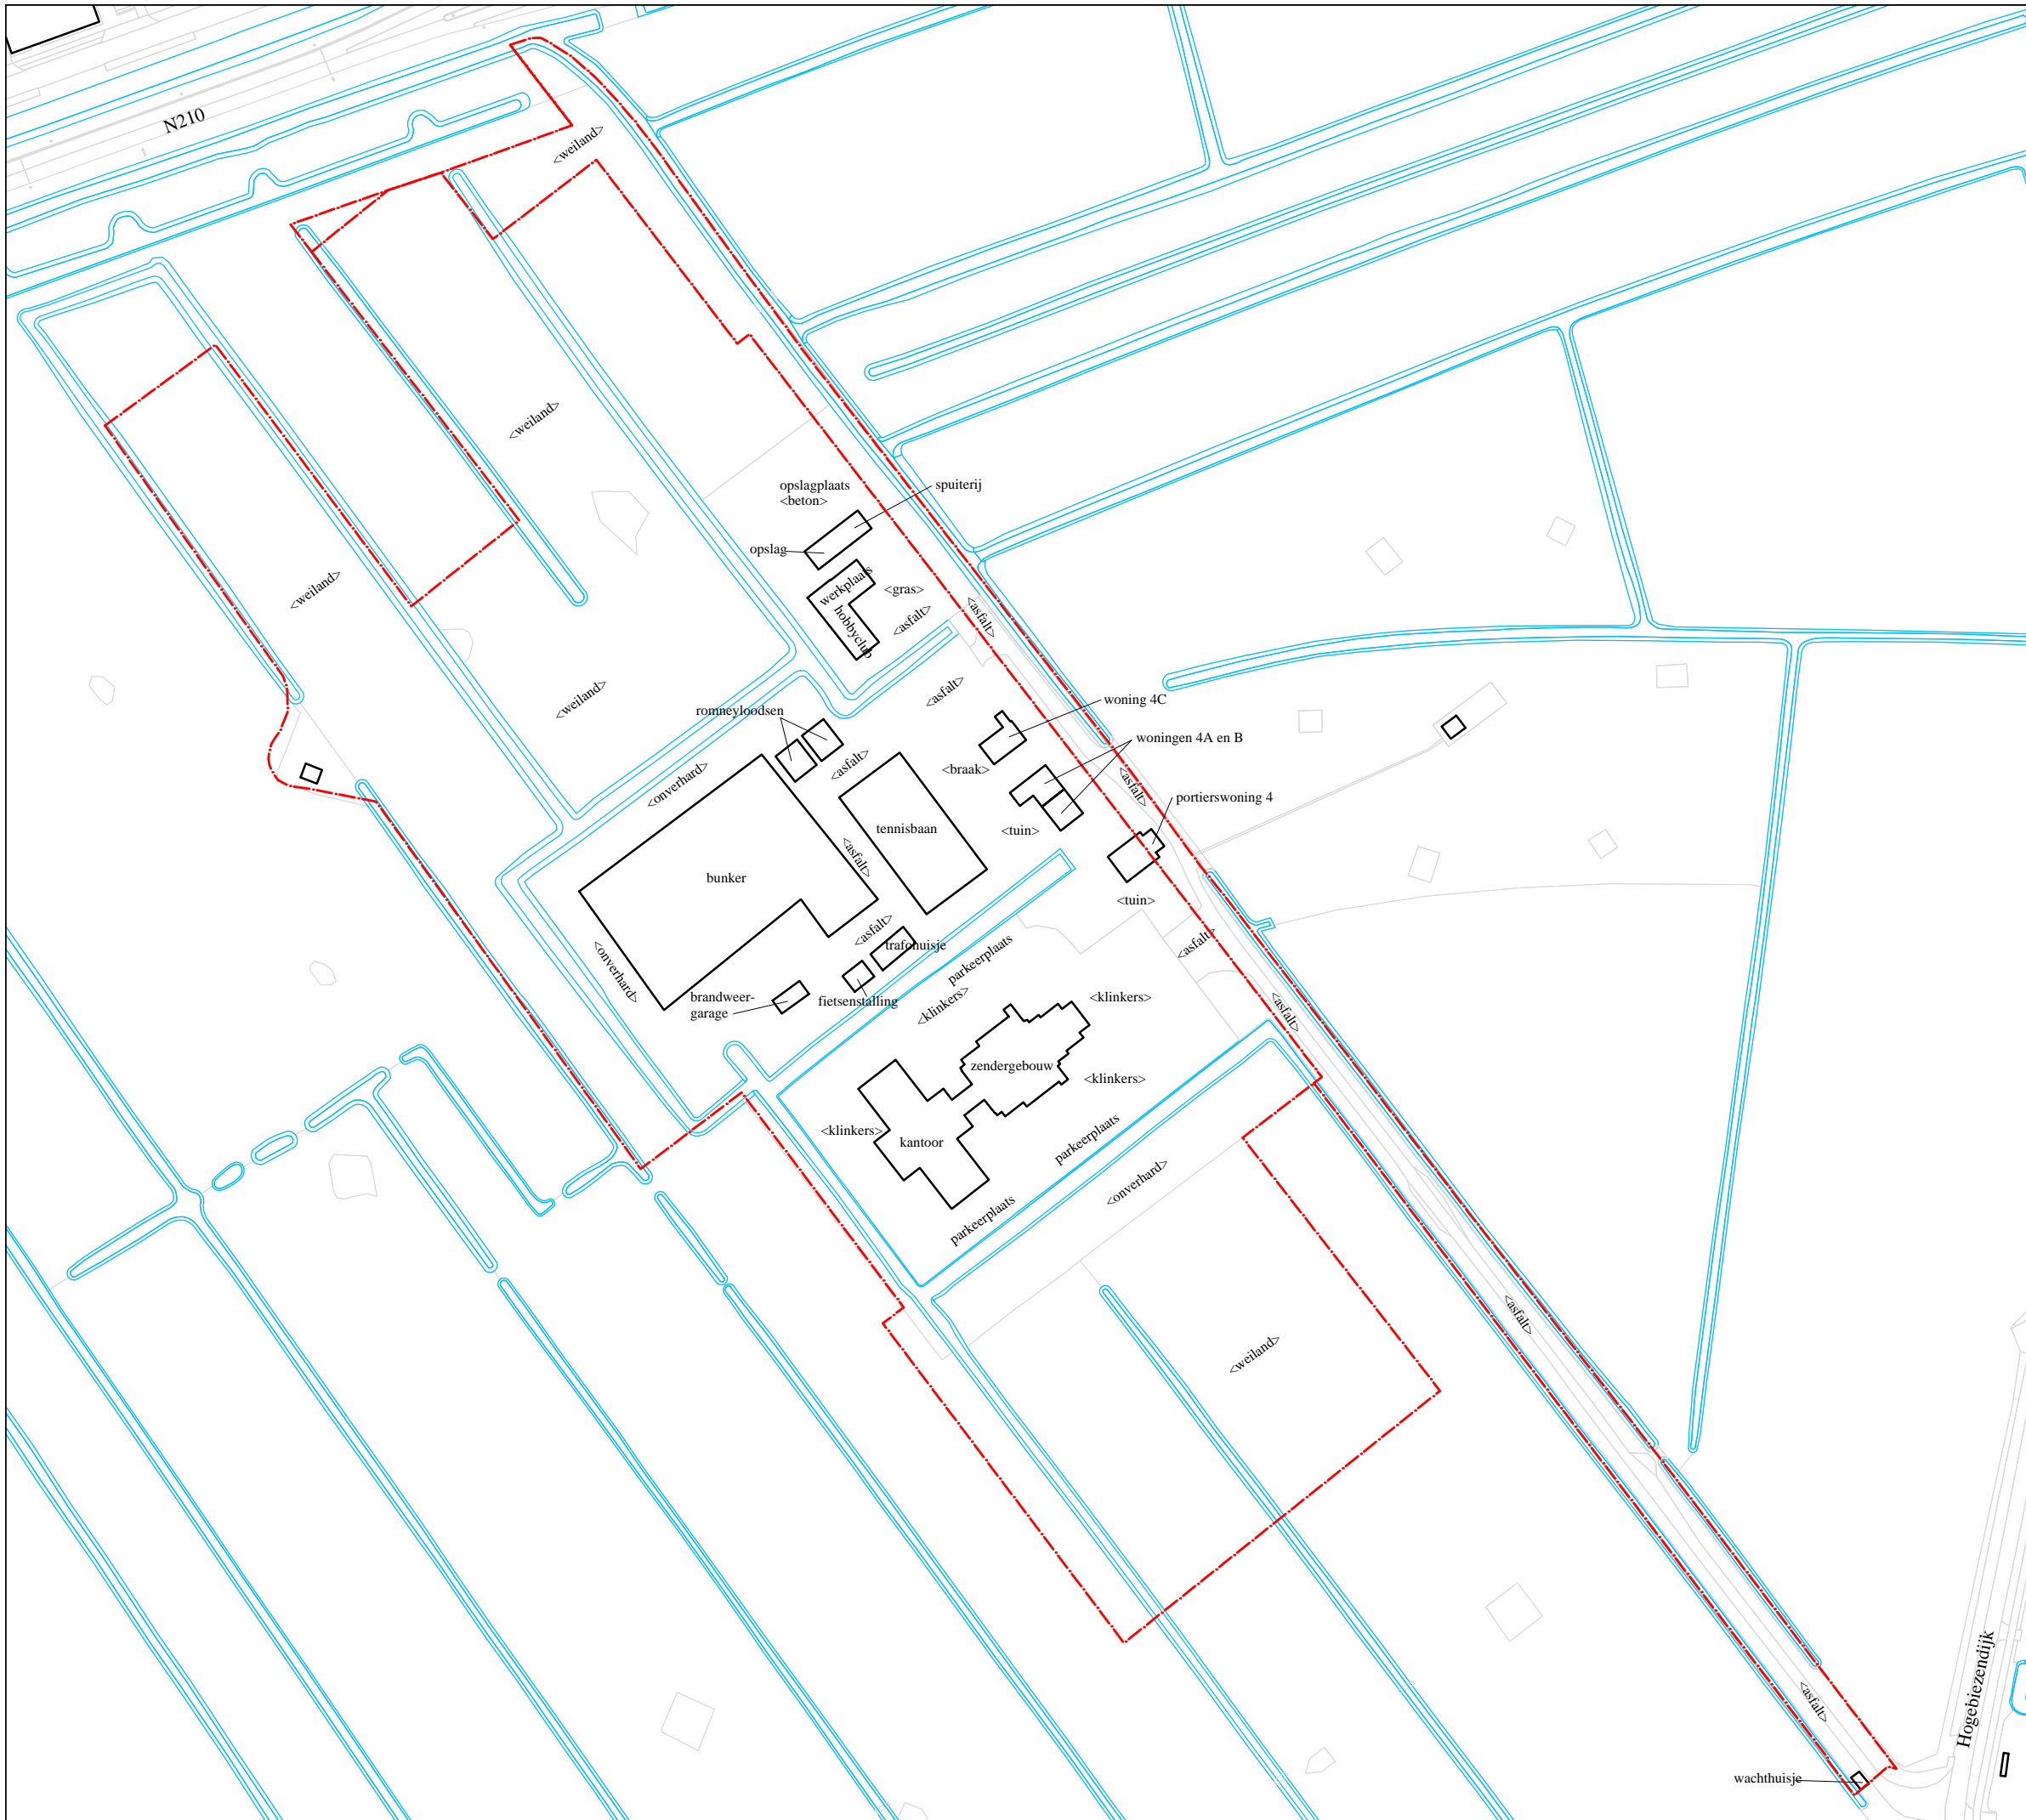 N210
<weiland>
<weiland>
opslagplaats
<beton>
spuiterij
opslag
werkplaats
hobbyclub
<gras>
<asfalt>
<asfalt>
<weiland>
<weiland>
<asfalt>
romneyloodsen
woning 4C
woningen 4A en B
<braak>
<asfalt>
<onverhard>
<asfalt>
portierswoning 4
tennisbaan
<tuin>
<asfalt>
bunker
<tuin>
<asfalt>
trafohuisje
<asfalt>
parkeerplaats
<onverhard>
brandweer-
garage
fietsenstalling
<klinkers>
<klinkers>
<asfalt>
zendergebouw
<klinkers>
<klinkers>
kantoor
parkeerplaats
<onverhard>
parkeerplaats
<asfalt>
<weiland>
Hogebiezendijk
<asfalt>
wachthuisje